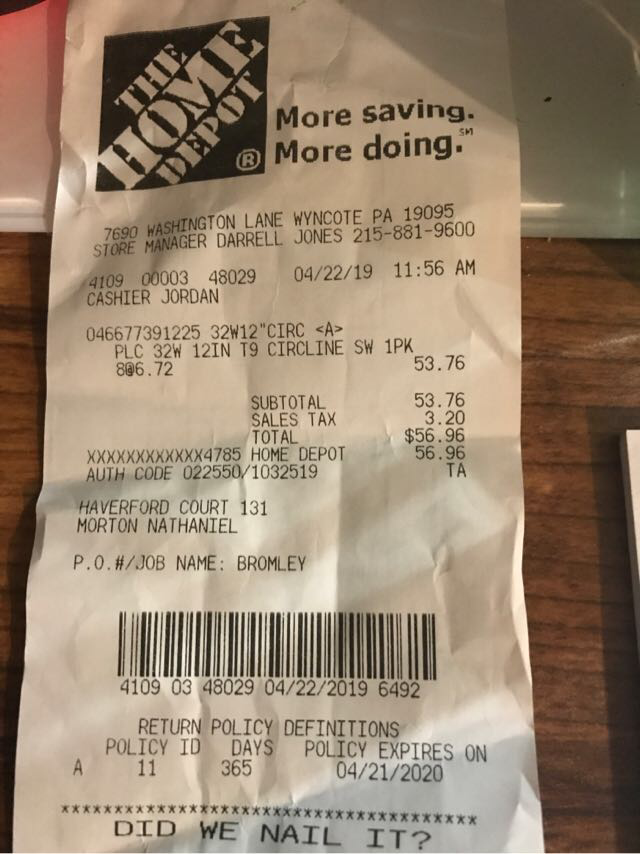 THE
HOME
DEPOT
®
More saving.
More doing.℠
7690 WASHINGTON LANE WYNCOTE PA 19095
STORE MANAGER DARRELL JONES 215-881-9600
4109 00003 48029 04/22/19 11:56 AM
CASHIER JORDAN
046677391225 32W12"CIRC <A>
PLC 32W 12IN T9 CIRCLINE SW 1PK
8@6.72 53.76
SUBTOTAL 53.76
SALES TAX 3.20
TOTAL $56.96
XXXXXXXXXXXX4785 HOME DEPOT 56.96
AUTH CODE 022550/1032519 TA
HAVERFORD COURT 131
MORTON NATHANIEL
P.O.#/JOB NAME: BROMLEY
4109 03 48029 04/22/2019 6492
RETURN POLICY DEFINITIONS
POLICY ID DAYS POLICY EXPIRES ON
A 11 365 04/21/2020
***************************************
DID WE NAIL IT?